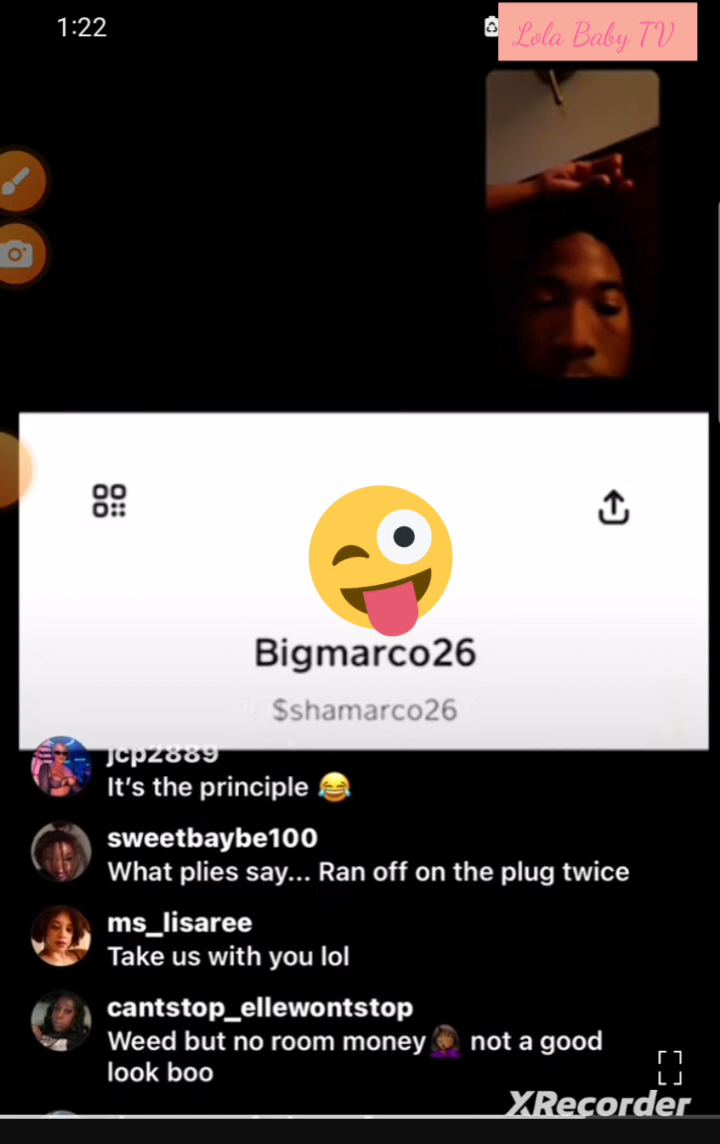 1:22
Lola Baby TV
Bigmarco26
$shamarco26
jcp2889
It's the principle 😂
sweetbaybe100
What plies say... Ran off on the plug twice
ms_lisaree
Take us with you lol
cantstop_ellewontstop
Weed but no room money🤦🏾‍♀️ not a good
look boo
XRecorder